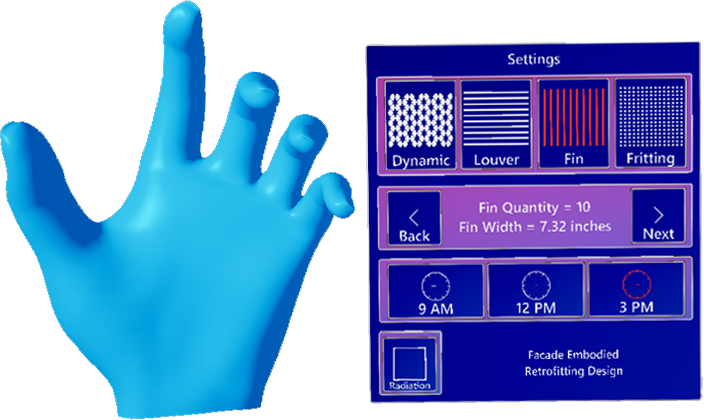 Settings
Dynamic Louver Fin Fritting
Fin Quantity = 10
Fin Width = 7.32 inches
< Back
> Next
9 AM 12 PM 3 PM
Radiation
Facade Embodied
Retrofitting Design